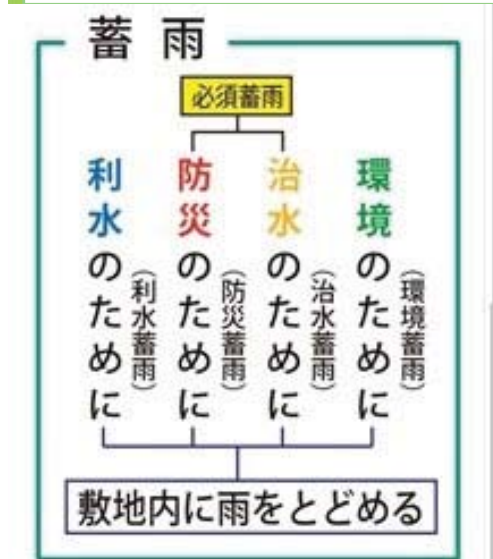 蓄雨
必須蓄雨
利水のために
(利水蓄雨)
防災のために
(防災蓄雨)
治水のために
(治水蓄雨)
環境のために
(環境蓄雨)
敷地内に雨をとどめる